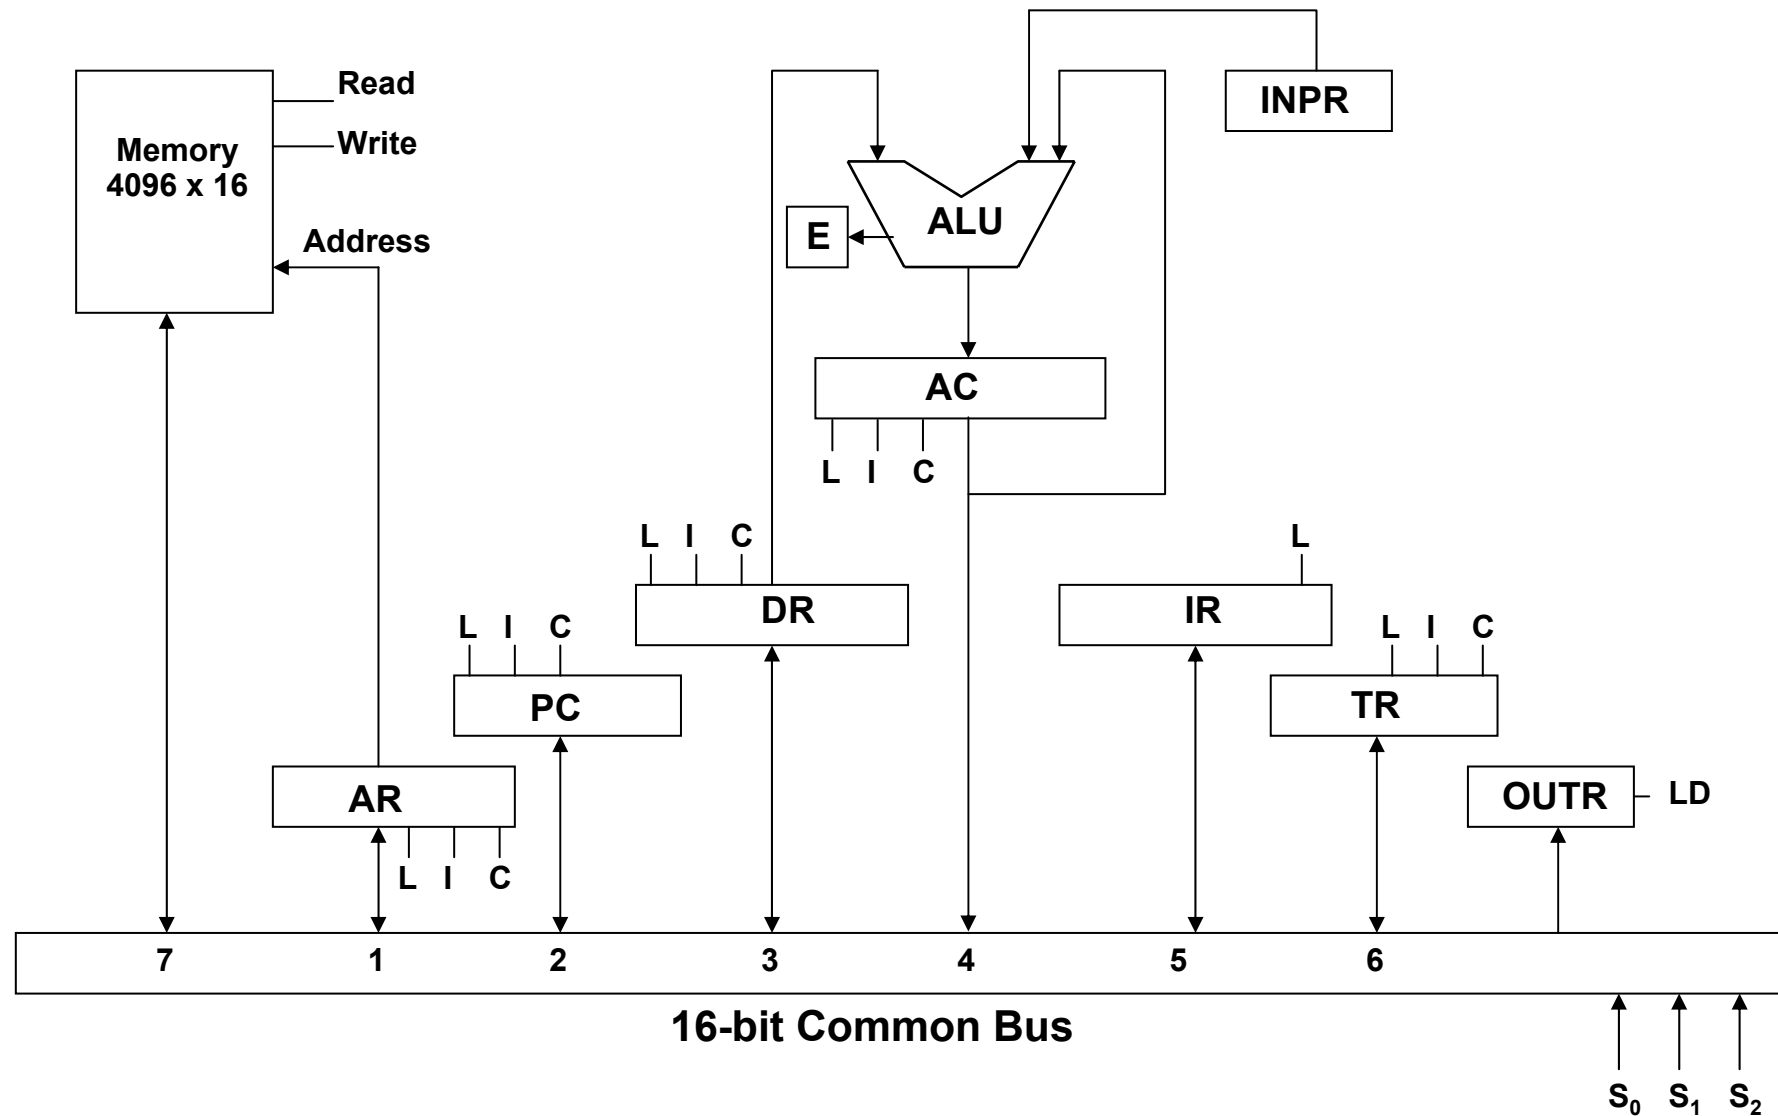 Read
INPR
Write
Memory
4096 x 16
ALU
E
Address
AC
L I C
L I C
L
DR
IR
L I C
L I C
PC
TR
AR
OUTR
LD
L I C
7 1 2 3 4 5 6
16-bit Common Bus
S₀ S₁ S₂